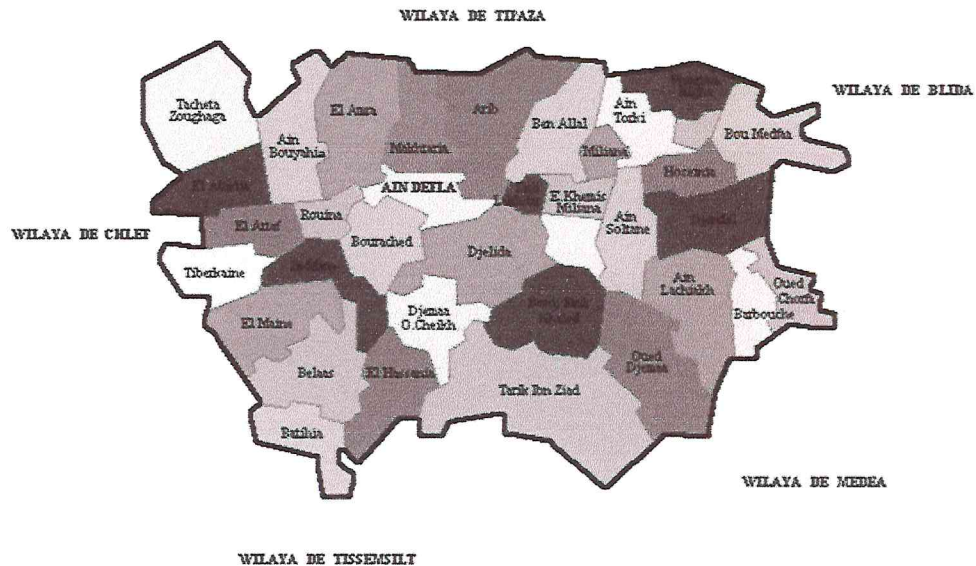 WILAYA DE TIPAZA
WILAYA DE BLIDA
Tacheta
Zoughaga
El Amra
Arib
Ain
Torki
Ben Allal
Bou Medfaa
Ain
Bouyahia
Makhtaria
Miliana
Hoceinia
AIN DEFLA
E.Khemis
Miliana
Rouina
El Attaf
Bourached
Ain
Soltane
WILAYA DE CHLEF
Djelida
Tiberkaine
Ain
Lachiakh
Oued
Chorfa
Barbouche
Djemaa
O.Cheikh
El Maine
Oued
Djemaa
Belaas
El Hassania
Tarik Ibn Ziad
Batihia
WILAYA DE MEDEA
WILAYA DE TISSEMSILT